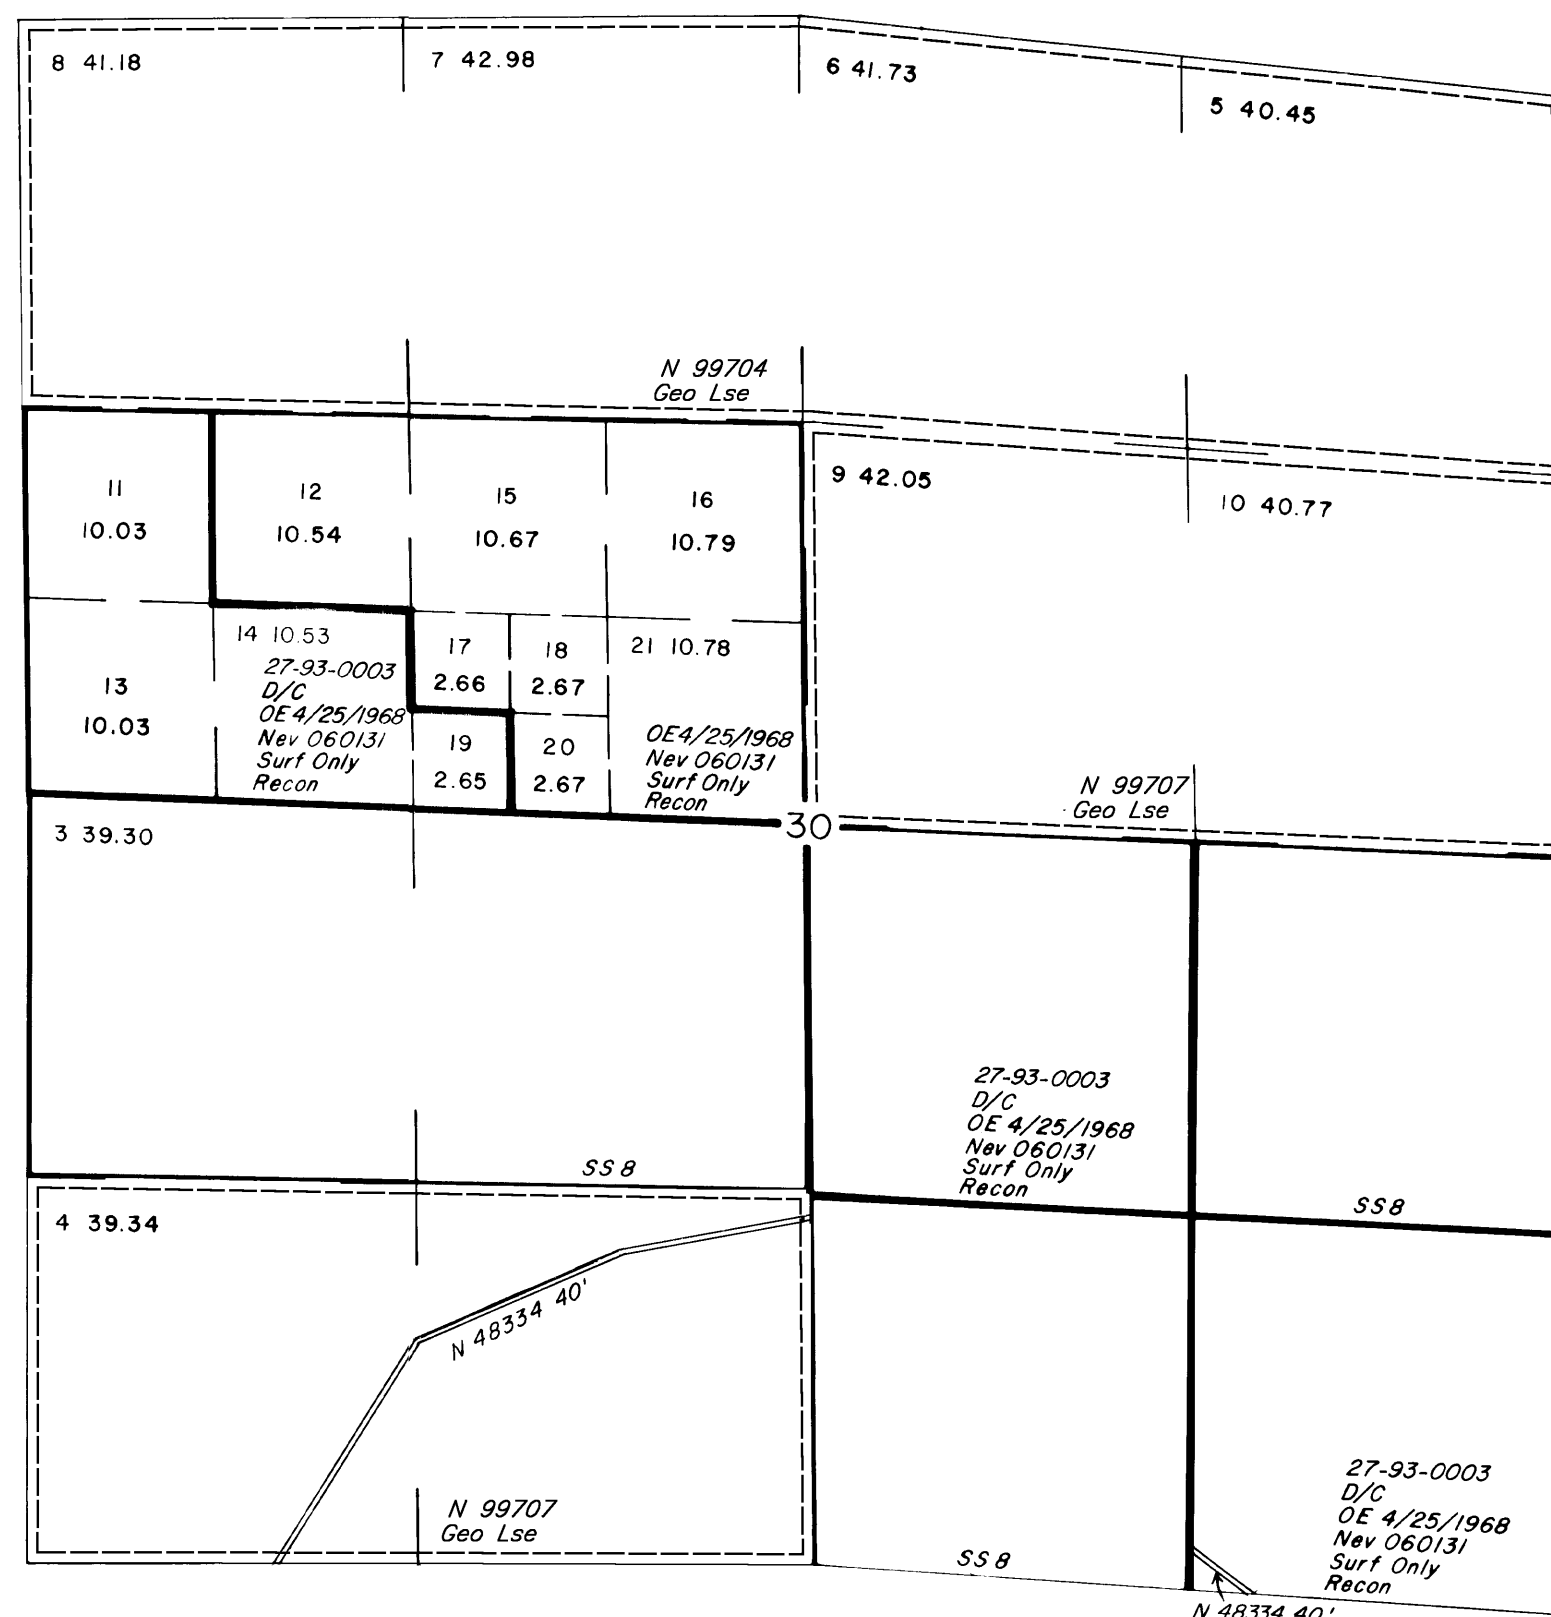 8 41.18
7 42.98
6 41.73
5 40.45
N 99704
Geo Lse
11
10.03
12
10.54
15
10.67
16
10.79
9 42.05
10 40.77
13
10.03
14 10.53
27-93-0003
D/C
OE 4/25/1968
Nev 060131
Surf Only
Recon
17
2.66
18
2.67
19
2.65
20
2.67
21 10.78
OE 4/25/1968
Nev 060131
Surf Only
Recon
N 99707
Geo Lse
30
3 39.30
27-93-0003
D/C
OE 4/25/1968
Nev 060131
Surf Only
Recon
SS 8
SS 8
4 39.34
N 48334 40'
N 99707
Geo Lse
SS 8
27-93-0003
D/C
OE 4/25/1968
Nev 060131
Surf Only
Recon
N 48334 40'